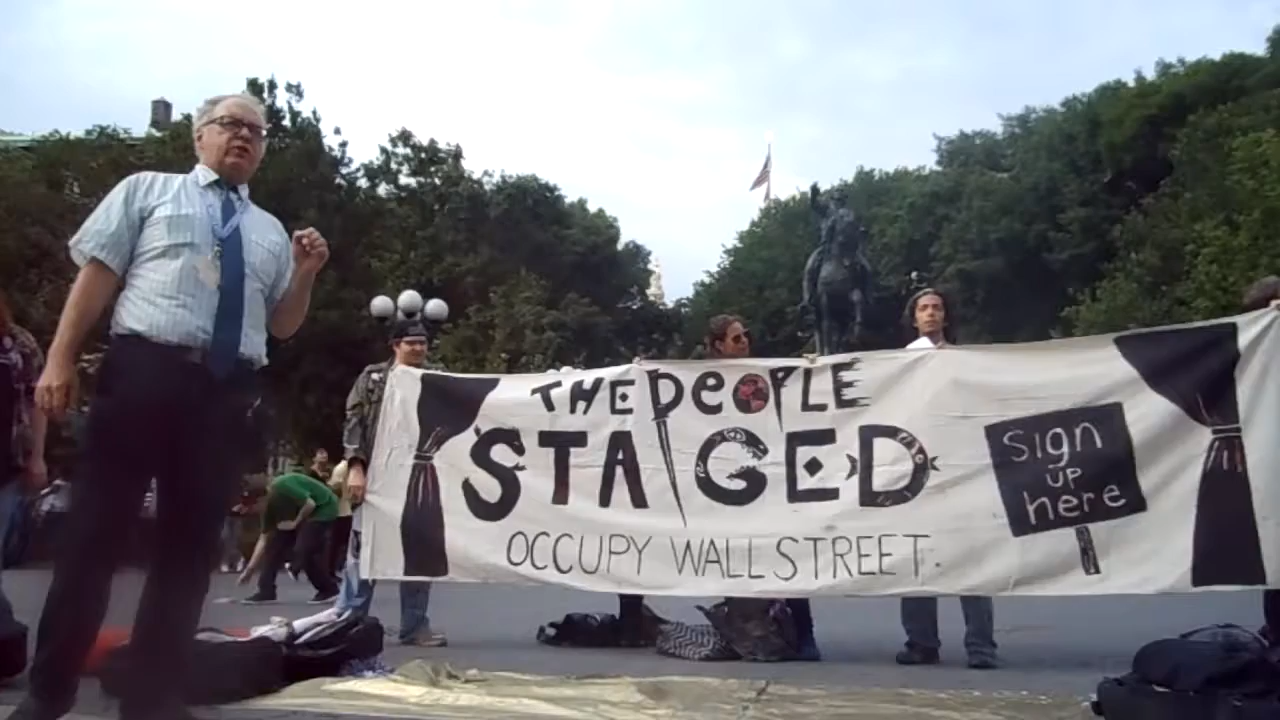 THE PEOPLE
STAGED
OCCUPY WALL STREET.
Sign
UP
here